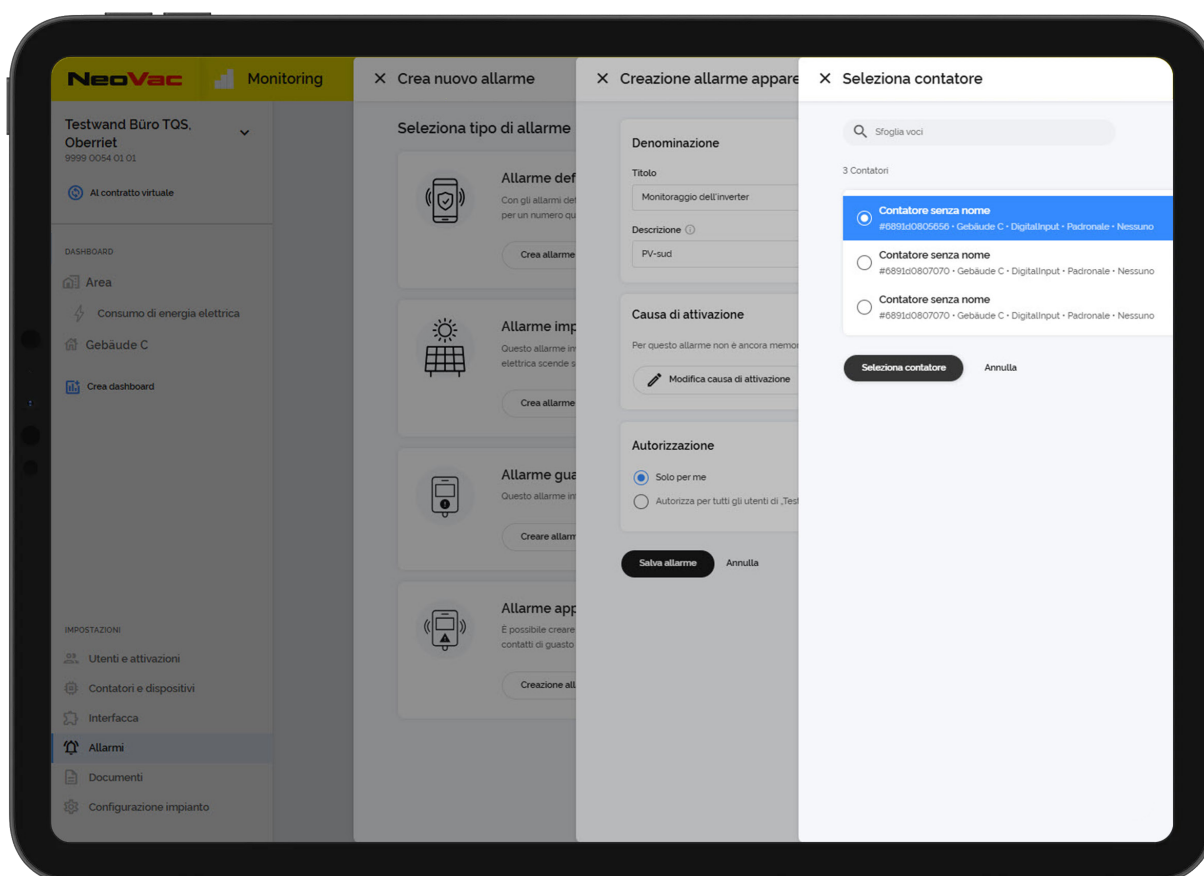 NeoVac
Monitoring
Testwand Büro TQS,
Oberriet
9999 0054 01 01
Al contratto virtuale
DASHBOARD
Area
Consumo di energia elettrica
Gebäude C
Crea dashboard
IMPOSTAZIONI
Utenti e attivazioni
Contatori e dispositivi
Interfacca
Allarmi
Documenti
Configurazione impianto
Crea nuovo allarme
Seleziona tipo di allarme
Allarme def
Con gli allarmi def
per un numero qu
Crea allarme
Allarme imp
Questo allarme im
elettrica scende s
Crea allarme
Allarme gua
Questo allarme in
Creare allarm
Allarme app
È possibile creare
contatti di guasto
Creazione all
Creazione allarme appare
Denominazione
Titolo
Monitoraggio dell'inverter
Descrizione
PV-sud
Causa di attivazione
Per questo allarme non è ancora memor
Modifica causa di attivazione
Autorizzazione
Solo per me
Autorizza per tutti gli utenti di „Test
Salva allarme
Annulla
Seleziona contatore
Sfoglia voci
3 Contatori
Contatore senza nome
#6891d0805656 • Gebäude C • DigitalInput • Padronale • Nessuno
Contatore senza nome
#6891d0807070 • Gebäude C • DigitalInput • Padronale • Nessuno
Contatore senza nome
#6891d0807070 • Gebäude C • DigitalInput • Padronale • Nessuno
Seleziona contatore
Annulla